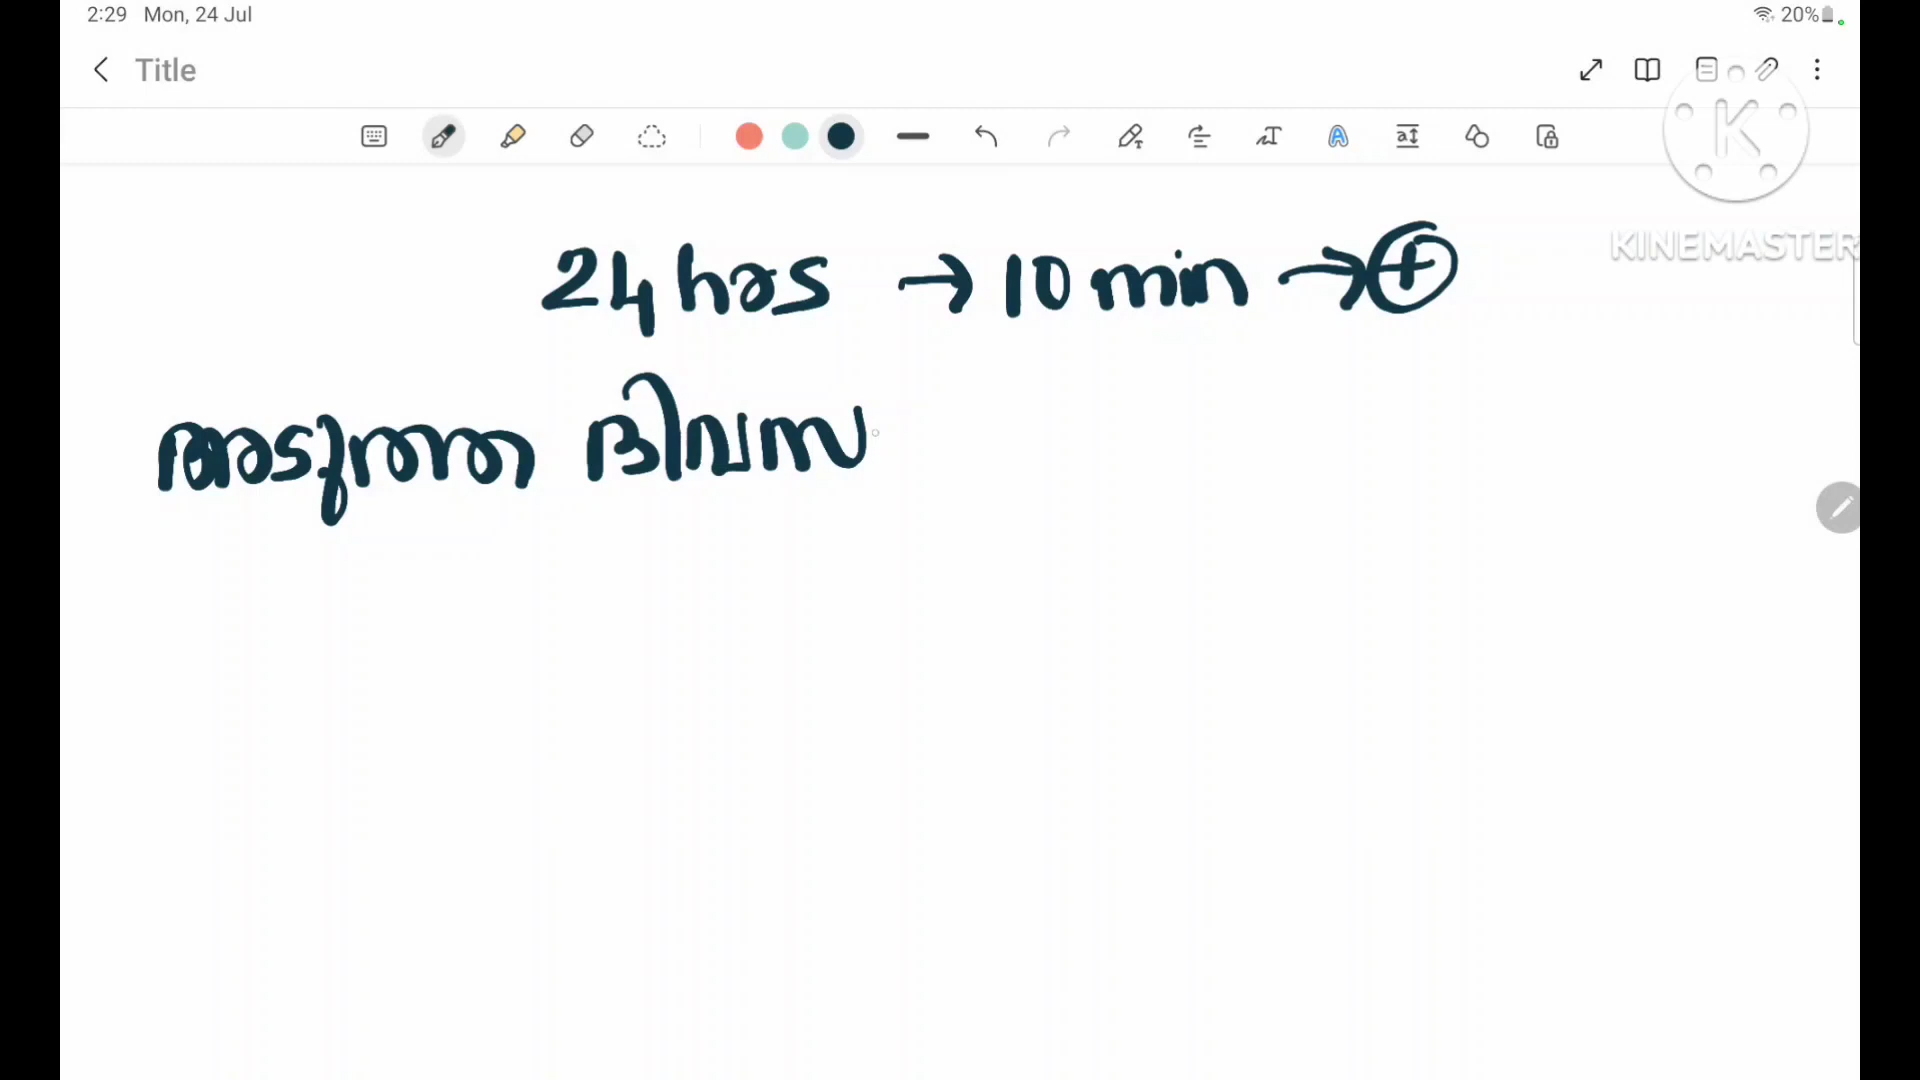 2:29 Mon, 24 Jul
20%
Title
KINEMASTER
24 hrs → 10 min → +
അടുത്ത ദിവസ